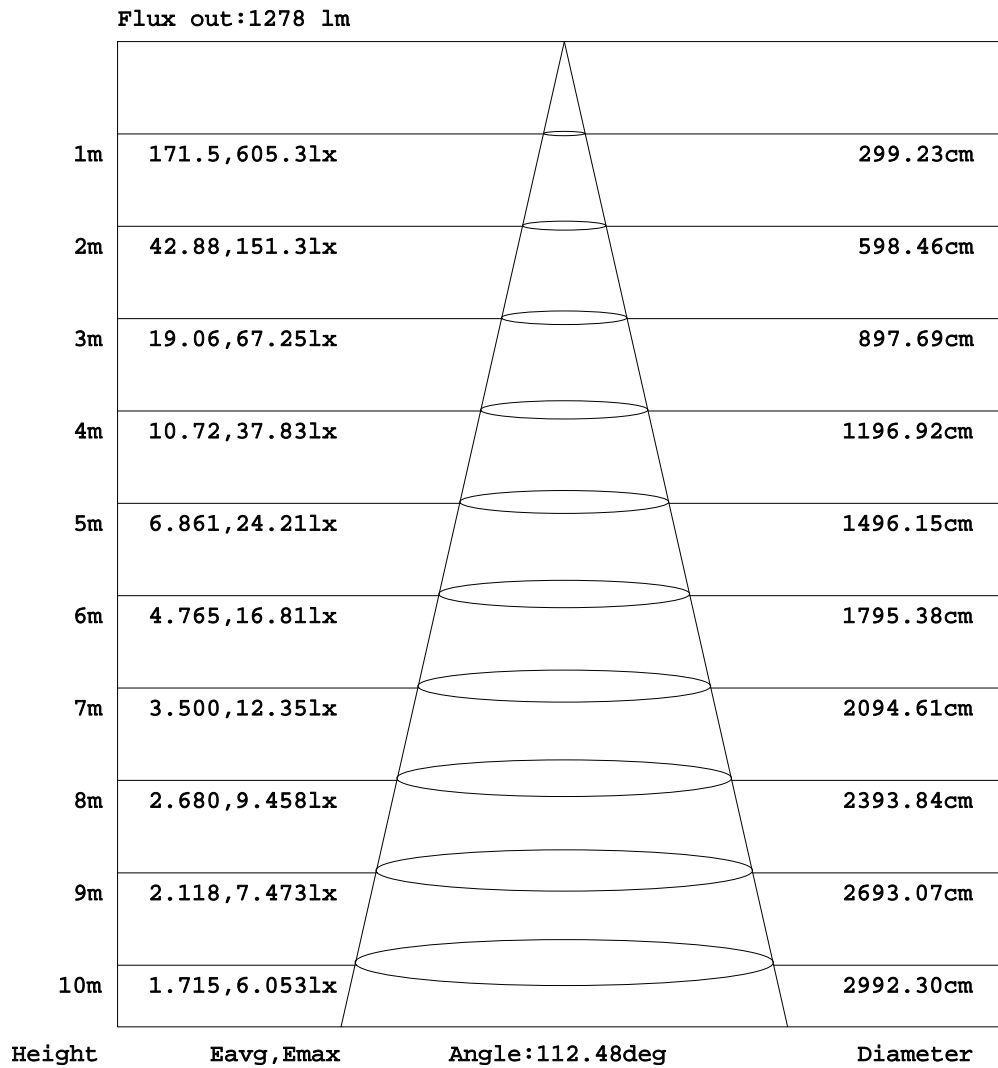 Flux out:1278 lm
1m 171.5,605.3lx 299.23cm
2m 42.88,151.3lx 598.46cm
3m 19.06,67.25lx 897.69cm
4m 10.72,37.83lx 1196.92cm
5m 6.861,24.21lx 1496.15cm
6m 4.765,16.81lx 1795.38cm
7m 3.500,12.35lx 2094.61cm
8m 2.680,9.458lx 2393.84cm
9m 2.118,7.473lx 2693.07cm
10m 1.715,6.053lx 2992.30cm
Height Eavg,Emax Angle:112.48deg Diameter